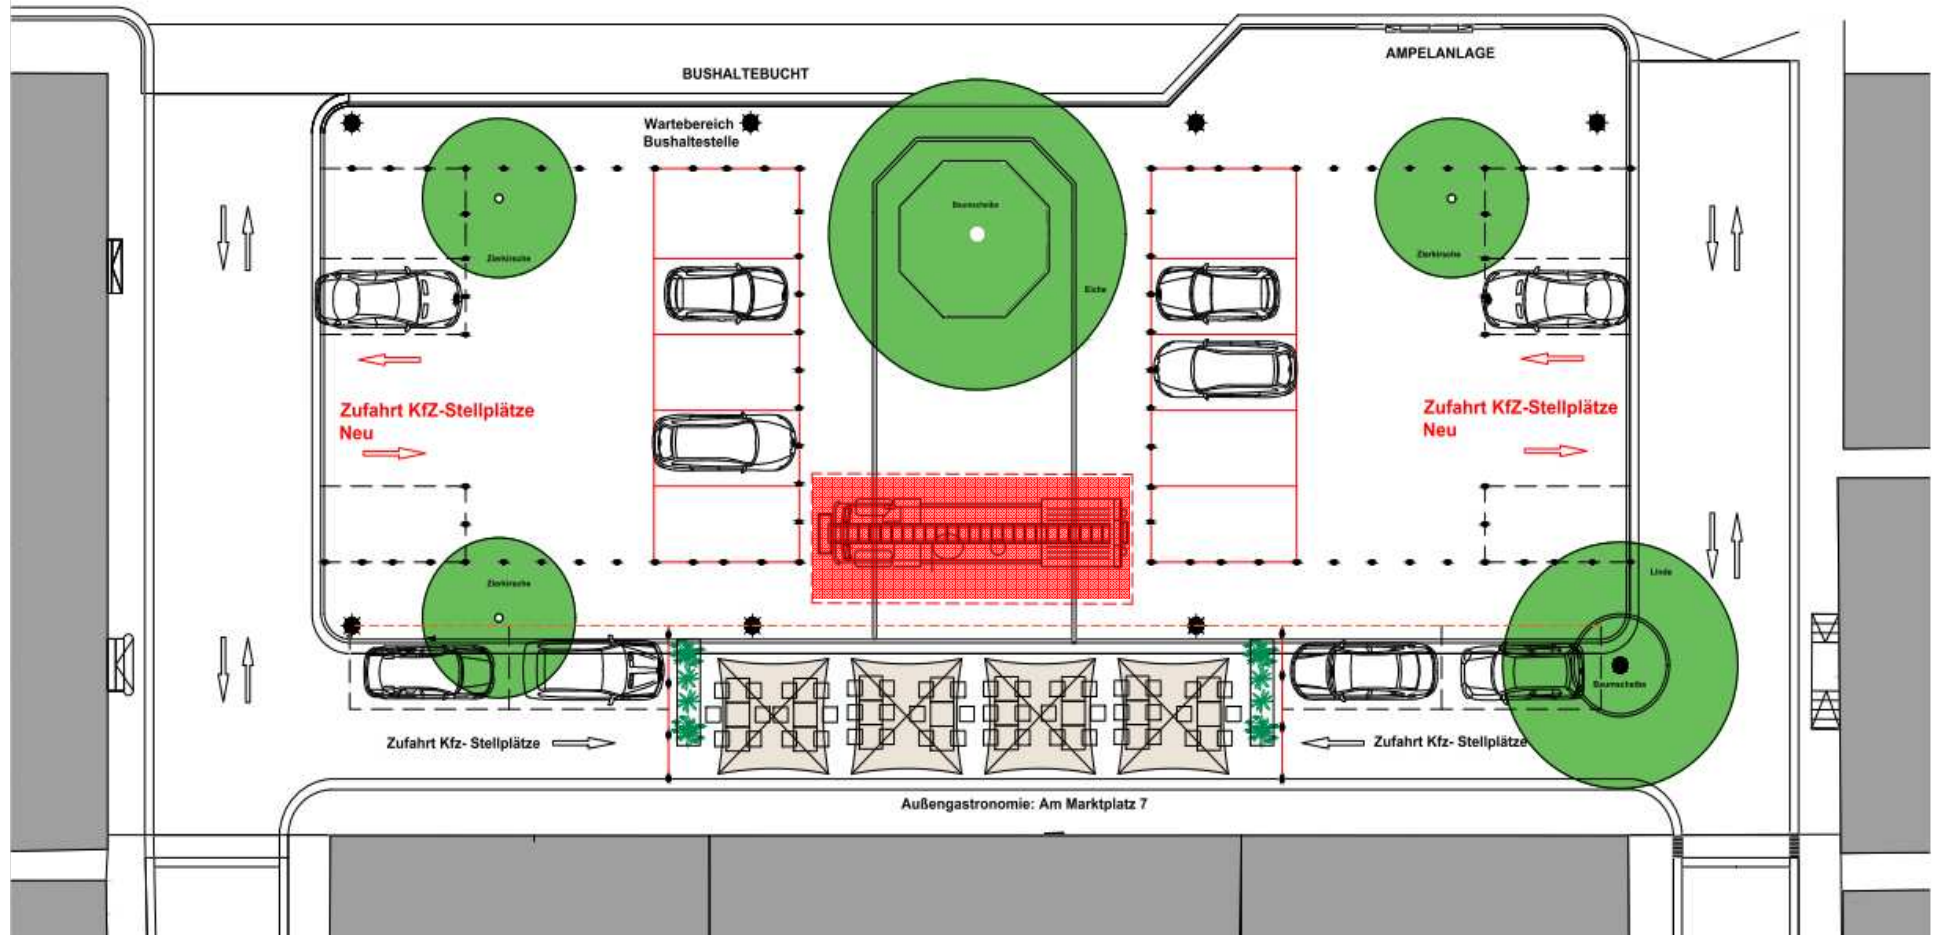 BUSHALTEBUCHT
AMPELANLAGE
Wartebereich
Bushaltestelle
Baumscheibe
Zierkirsche
Zierkirsche
Eiche
Zufahrt KfZ-Stellplätze
Neu
Zufahrt KfZ-Stellplätze
Neu
Zierkirsche
Linde
Baumscheibe
Zufahrt Kfz- Stellplätze
Zufahrt Kfz- Stellplätze
Außengastronomie: Am Marktplatz 7